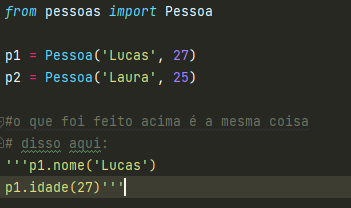 from pessoas import Pessoa
p1 = Pessoa('Lucas', 27)
p2 = Pessoa('Laura', 25)
#o que foi feito acima é a mesma coisa
# disso aqui:
'''p1.nome('Lucas')
p1.idade(27)'''